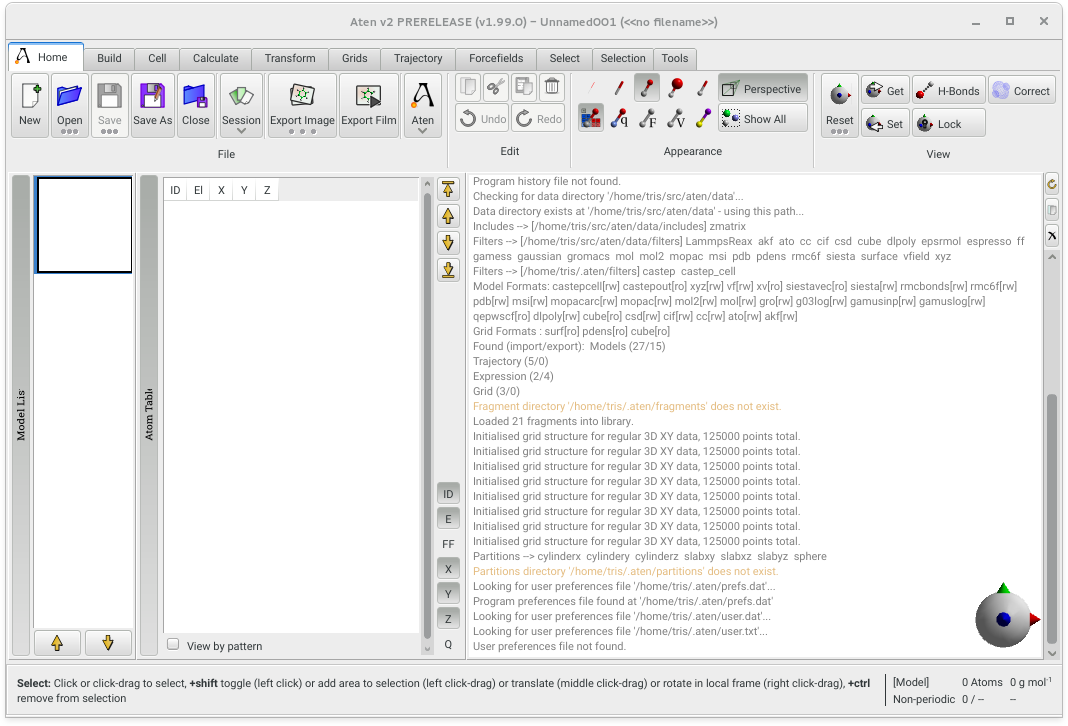 Aten v2 PRERELEASE (v1.99.0) – Unnamed001 (<<no filename>>)
Home Build Cell Calculate Transform Grids Trajectory Forcefields Select Selection Tools
New Open Save Save As Close Session Export Image Export Film Aten
File
Undo Redo
Edit
q F V
Perspective
Show All
Appearance
Reset Get H-Bonds Correct
Set Lock
View
Model Lis
Atom Tabl
ID El X Y Z
View by pattern
ID
E
FF
X
Y
Z
Q
Program history file not found.
Checking for data directory '/home/tris/src/aten/data'...
Data directory exists at '/home/tris/src/aten/data' - using this path...
Includes --> [/home/tris/src/aten/data/includes] zmatrix
Filters --> [/home/tris/src/aten/data/filters] LammpsReax akf ato cc cif csd cube dlpoly epsrmol espresso ff
gamess gaussian gromacs mol mol2 mopac msi pdb pdens rmc6f siesta surface vfield xyz
Filters --> [/home/tris/.aten/filters] castep castep_cell
Model Formats: castepcell[rw] castepout[ro] xyz[rw] vf[rw] xv[ro] siestavec[ro] siesta[rw] rmcbonds[rw] rmc6f[rw]
pdb[rw] msi[rw] mopacarc[rw] mopac[rw] mol2[rw] mol[rw] gro[rw] g03log[rw] gamusinp[rw] gamuslog[rw]
qepwscf[ro] dlpoly[rw] cube[ro] csd[rw] cif[rw] cc[rw] ato[rw] akf[rw]
Grid Formats : surf[ro] pdens[ro] cube[ro]
Found (import/export): Models (27/15)
Trajectory (5/0)
Expression (2/4)
Grid (3/0)
Fragment directory '/home/tris/.aten/fragments' does not exist.
Loaded 21 fragments into library.
Initialised grid structure for regular 3D XY data, 125000 points total.
Initialised grid structure for regular 3D XY data, 125000 points total.
Initialised grid structure for regular 3D XY data, 125000 points total.
Initialised grid structure for regular 3D XY data, 125000 points total.
Initialised grid structure for regular 3D XY data, 125000 points total.
Initialised grid structure for regular 3D XY data, 125000 points total.
Initialised grid structure for regular 3D XY data, 125000 points total.
Initialised grid structure for regular 3D XY data, 125000 points total.
Partitions --> cylinderx cylindery cylinderz slabxy slabxz slabyz sphere
Partitions directory '/home/tris/.aten/partitions' does not exist.
Looking for user preferences file '/home/tris/.aten/prefs.dat'...
Program preferences file found at '/home/tris/.aten/prefs.dat'
Looking for user preferences file '/home/tris/.aten/user.dat'...
Looking for user preferences file '/home/tris/.aten/user.txt'...
User preferences file not found.
Select: Click or click-drag to select, +shift toggle (left click) or add area to selection (left click-drag) or translate (middle click-drag) or rotate in local frame (right click-drag), +ctrl
remove from selection
[Model] 0 Atoms 0 g mol⁻¹
Non-periodic 0 / -- --